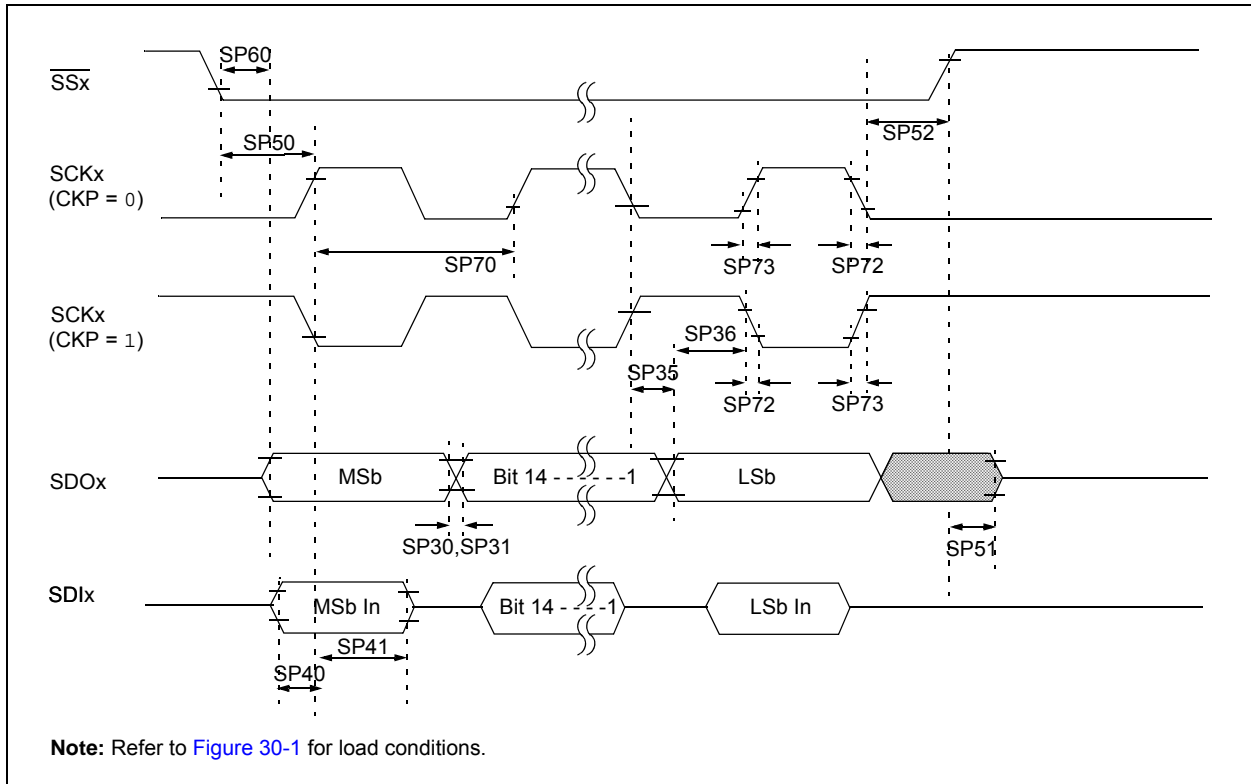 SP60
SSx
SP52
SP50
SCKx
(CKP = 0)
SP70
SP73
SP72
SCKx
(CKP = 1)
SP36
SP35
SP72
SP73
SDOx
MSb
Bit 14 - - - - - -1
LSb
SP30,SP31
SP51
SDIx
MSb In
Bit 14 - - - -1
LSb In
SP41
SP40
Note: Refer to Figure 30-1 for load conditions.